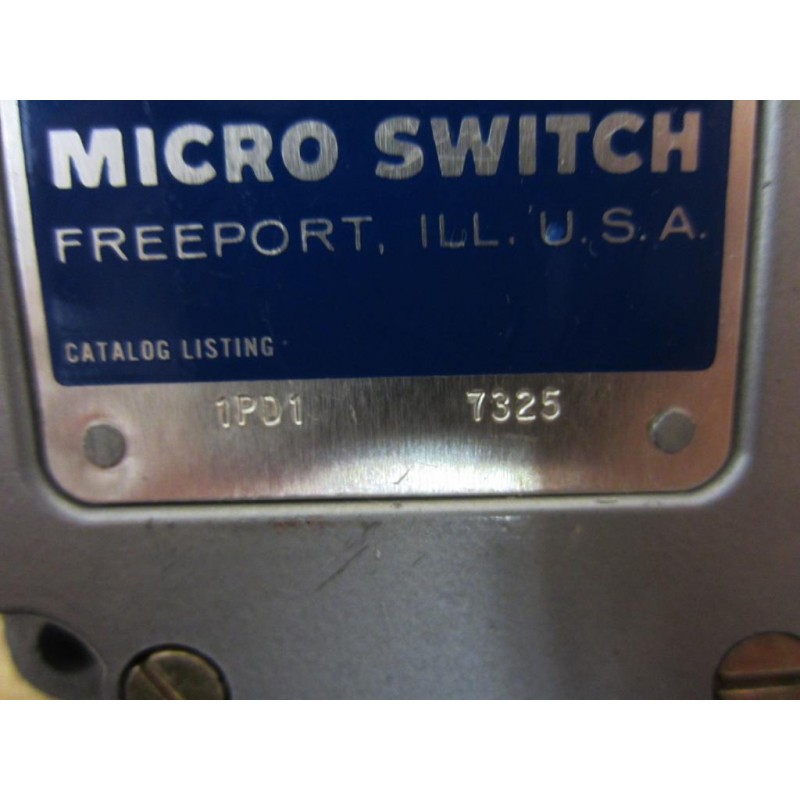 MICRO SWITCH
FREEPORT, ILL. U.S.A.
CATALOG LISTING
1PD1 7325